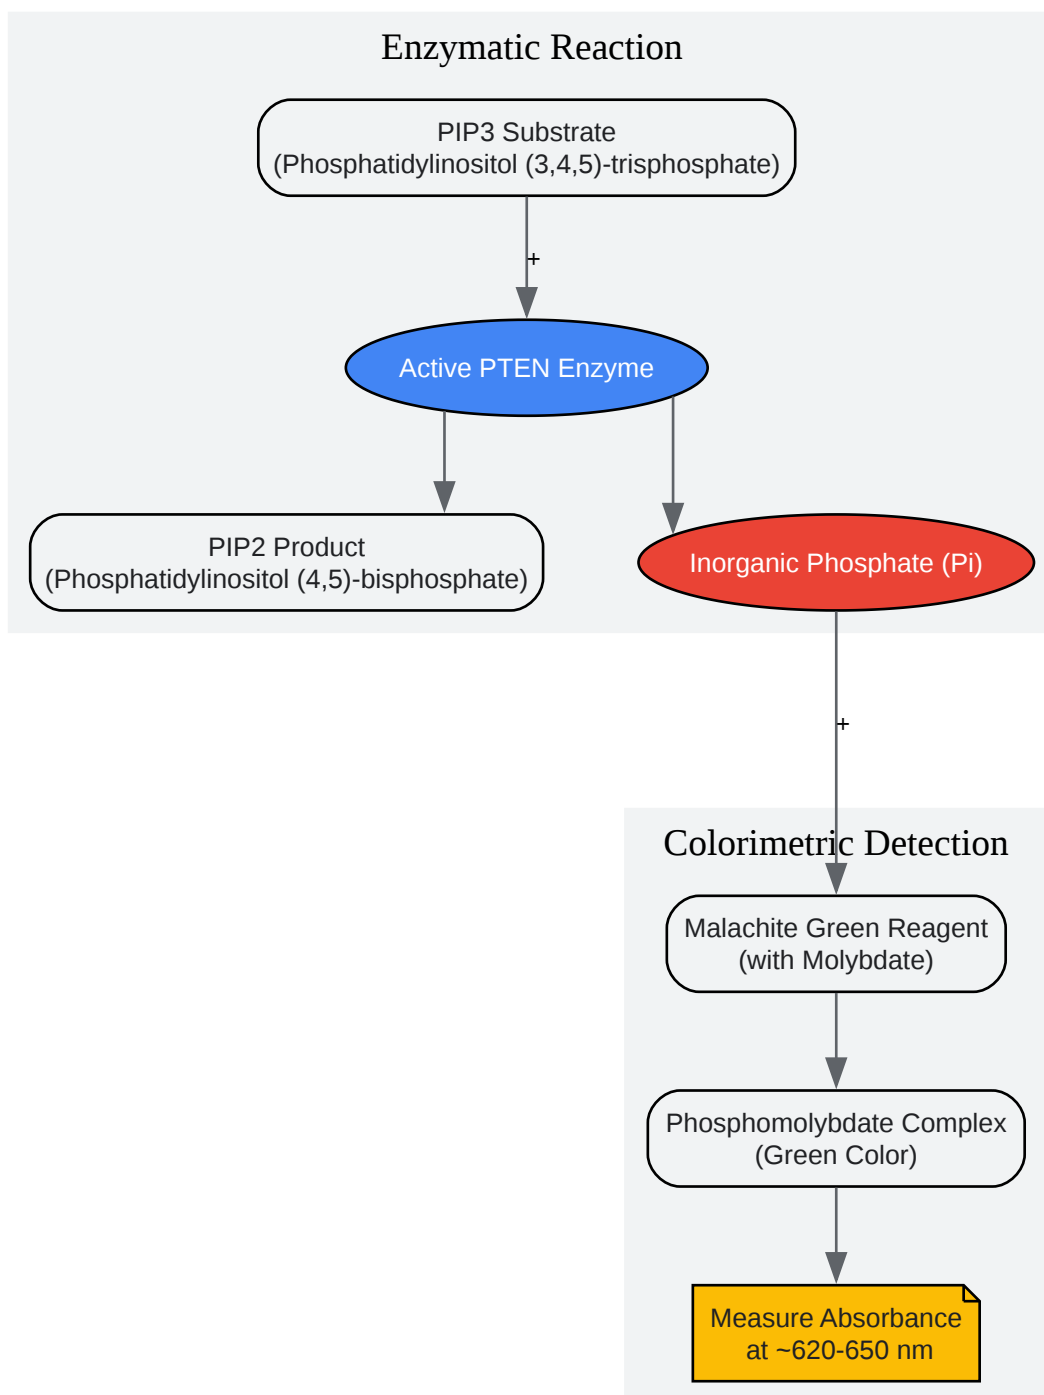 Enzymatic Reaction
PIP3 Substrate
(Phosphatidylinositol (3,4,5)-trisphosphate)
+
Active PTEN Enzyme
PIP2 Product
(Phosphatidylinositol (4,5)-bisphosphate)
Inorganic Phosphate (Pi)
+
Colorimetric Detection
Malachite Green Reagent
(with Molybdate)
Phosphomolybdate Complex
(Green Color)
Measure Absorbance
at ~620-650 nm